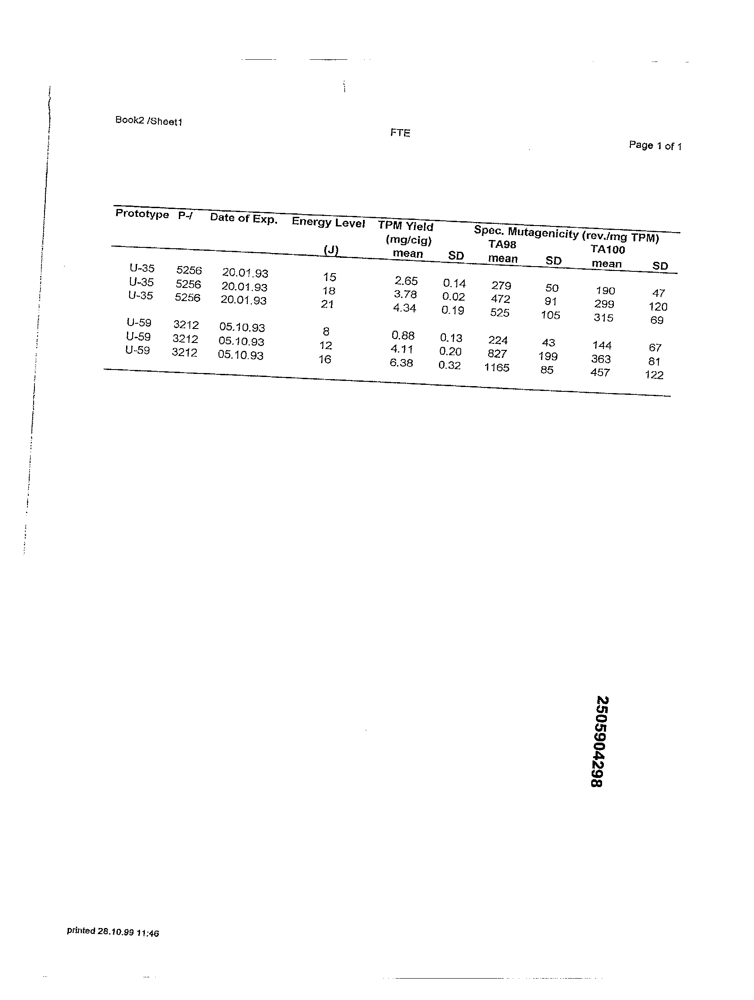 Book2 /Sheet1
FTE
Page 1 of 1
Prototype P-/ Date of Exp. Energy Level TPM Yield Spec. Mutagenicity (rev./mg TPM)
(mg/cig) TA98 TA100
(J) mean SD mean SD mean SD
U-35 5256 20.01.93 15 2.65 0.14 279 50 190 47
U-35 5256 20.01.93 18 3.78 0.02 472 91 299 120
U-35 5256 20.01.93 21 4.34 0.19 525 105 315 69
U-59 3212 05.10.93 8 0.88 0.13 224 43 144 67
U-59 3212 05.10.93 12 4.11 0.20 827 199 363 81
U-59 3212 05.10.93 16 6.38 0.32 1165 85 457 122
2505904298
printed 28.10.99 11:46